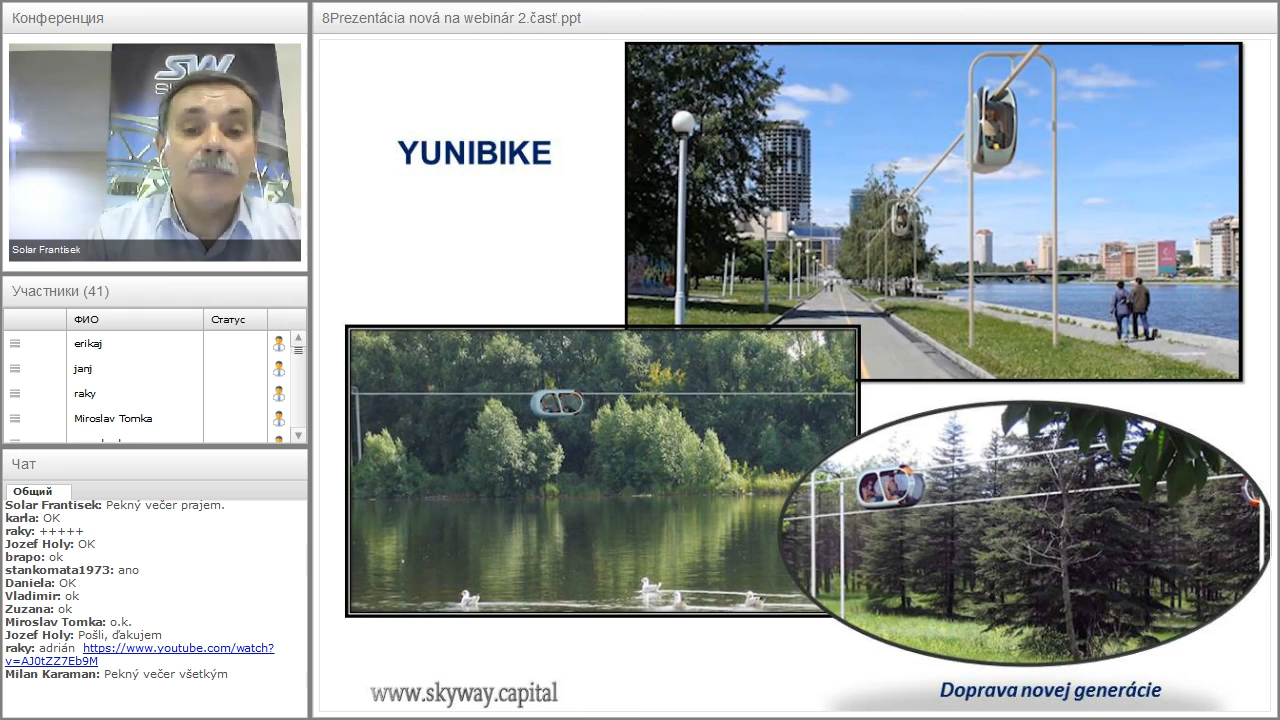 Конференция
SW
Solar Frantisek
Участники (41)
ФИО
Статус
erikaj
janj
raky
Miroslav Tomka
Чат
Общий
Solar Frantisek: Pekný večer prajem.
karla: OK
raky: +++++
Jozef Holy: OK
brapo: ok
stankomata1973: ano
Daniela: OK
Vladimir: ok
Zuzana: ok
Miroslav Tomka: o.k.
Jozef Holy: Pošli, ďakujem
raky: adrián https://www.youtube.com/watch?
v=AJ0tZZ7Eb9M
Milan Karaman: Pekný večer všetkým
8Prezentácia nová na webinár 2.časť.ppt
YUNIBIKE
www.skyway.capital
Doprava novej generácie